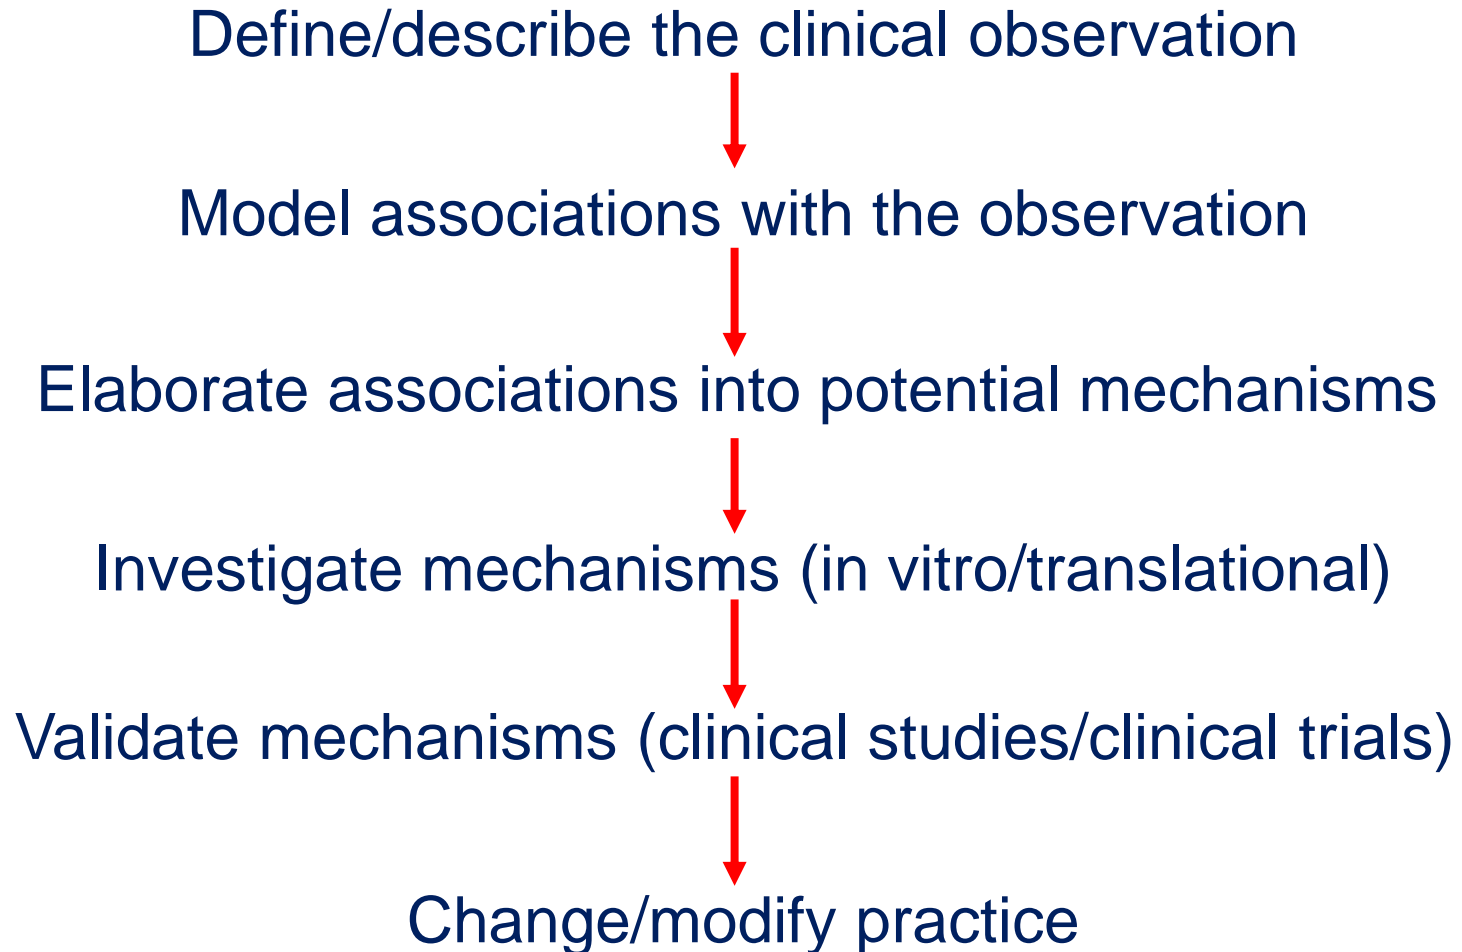 Define/describe the clinical observation
Model associations with the observation
Elaborate associations into potential mechanisms
Investigate mechanisms (in vitro/translational)
Validate mechanisms (clinical studies/clinical trials)
Change/modify practice